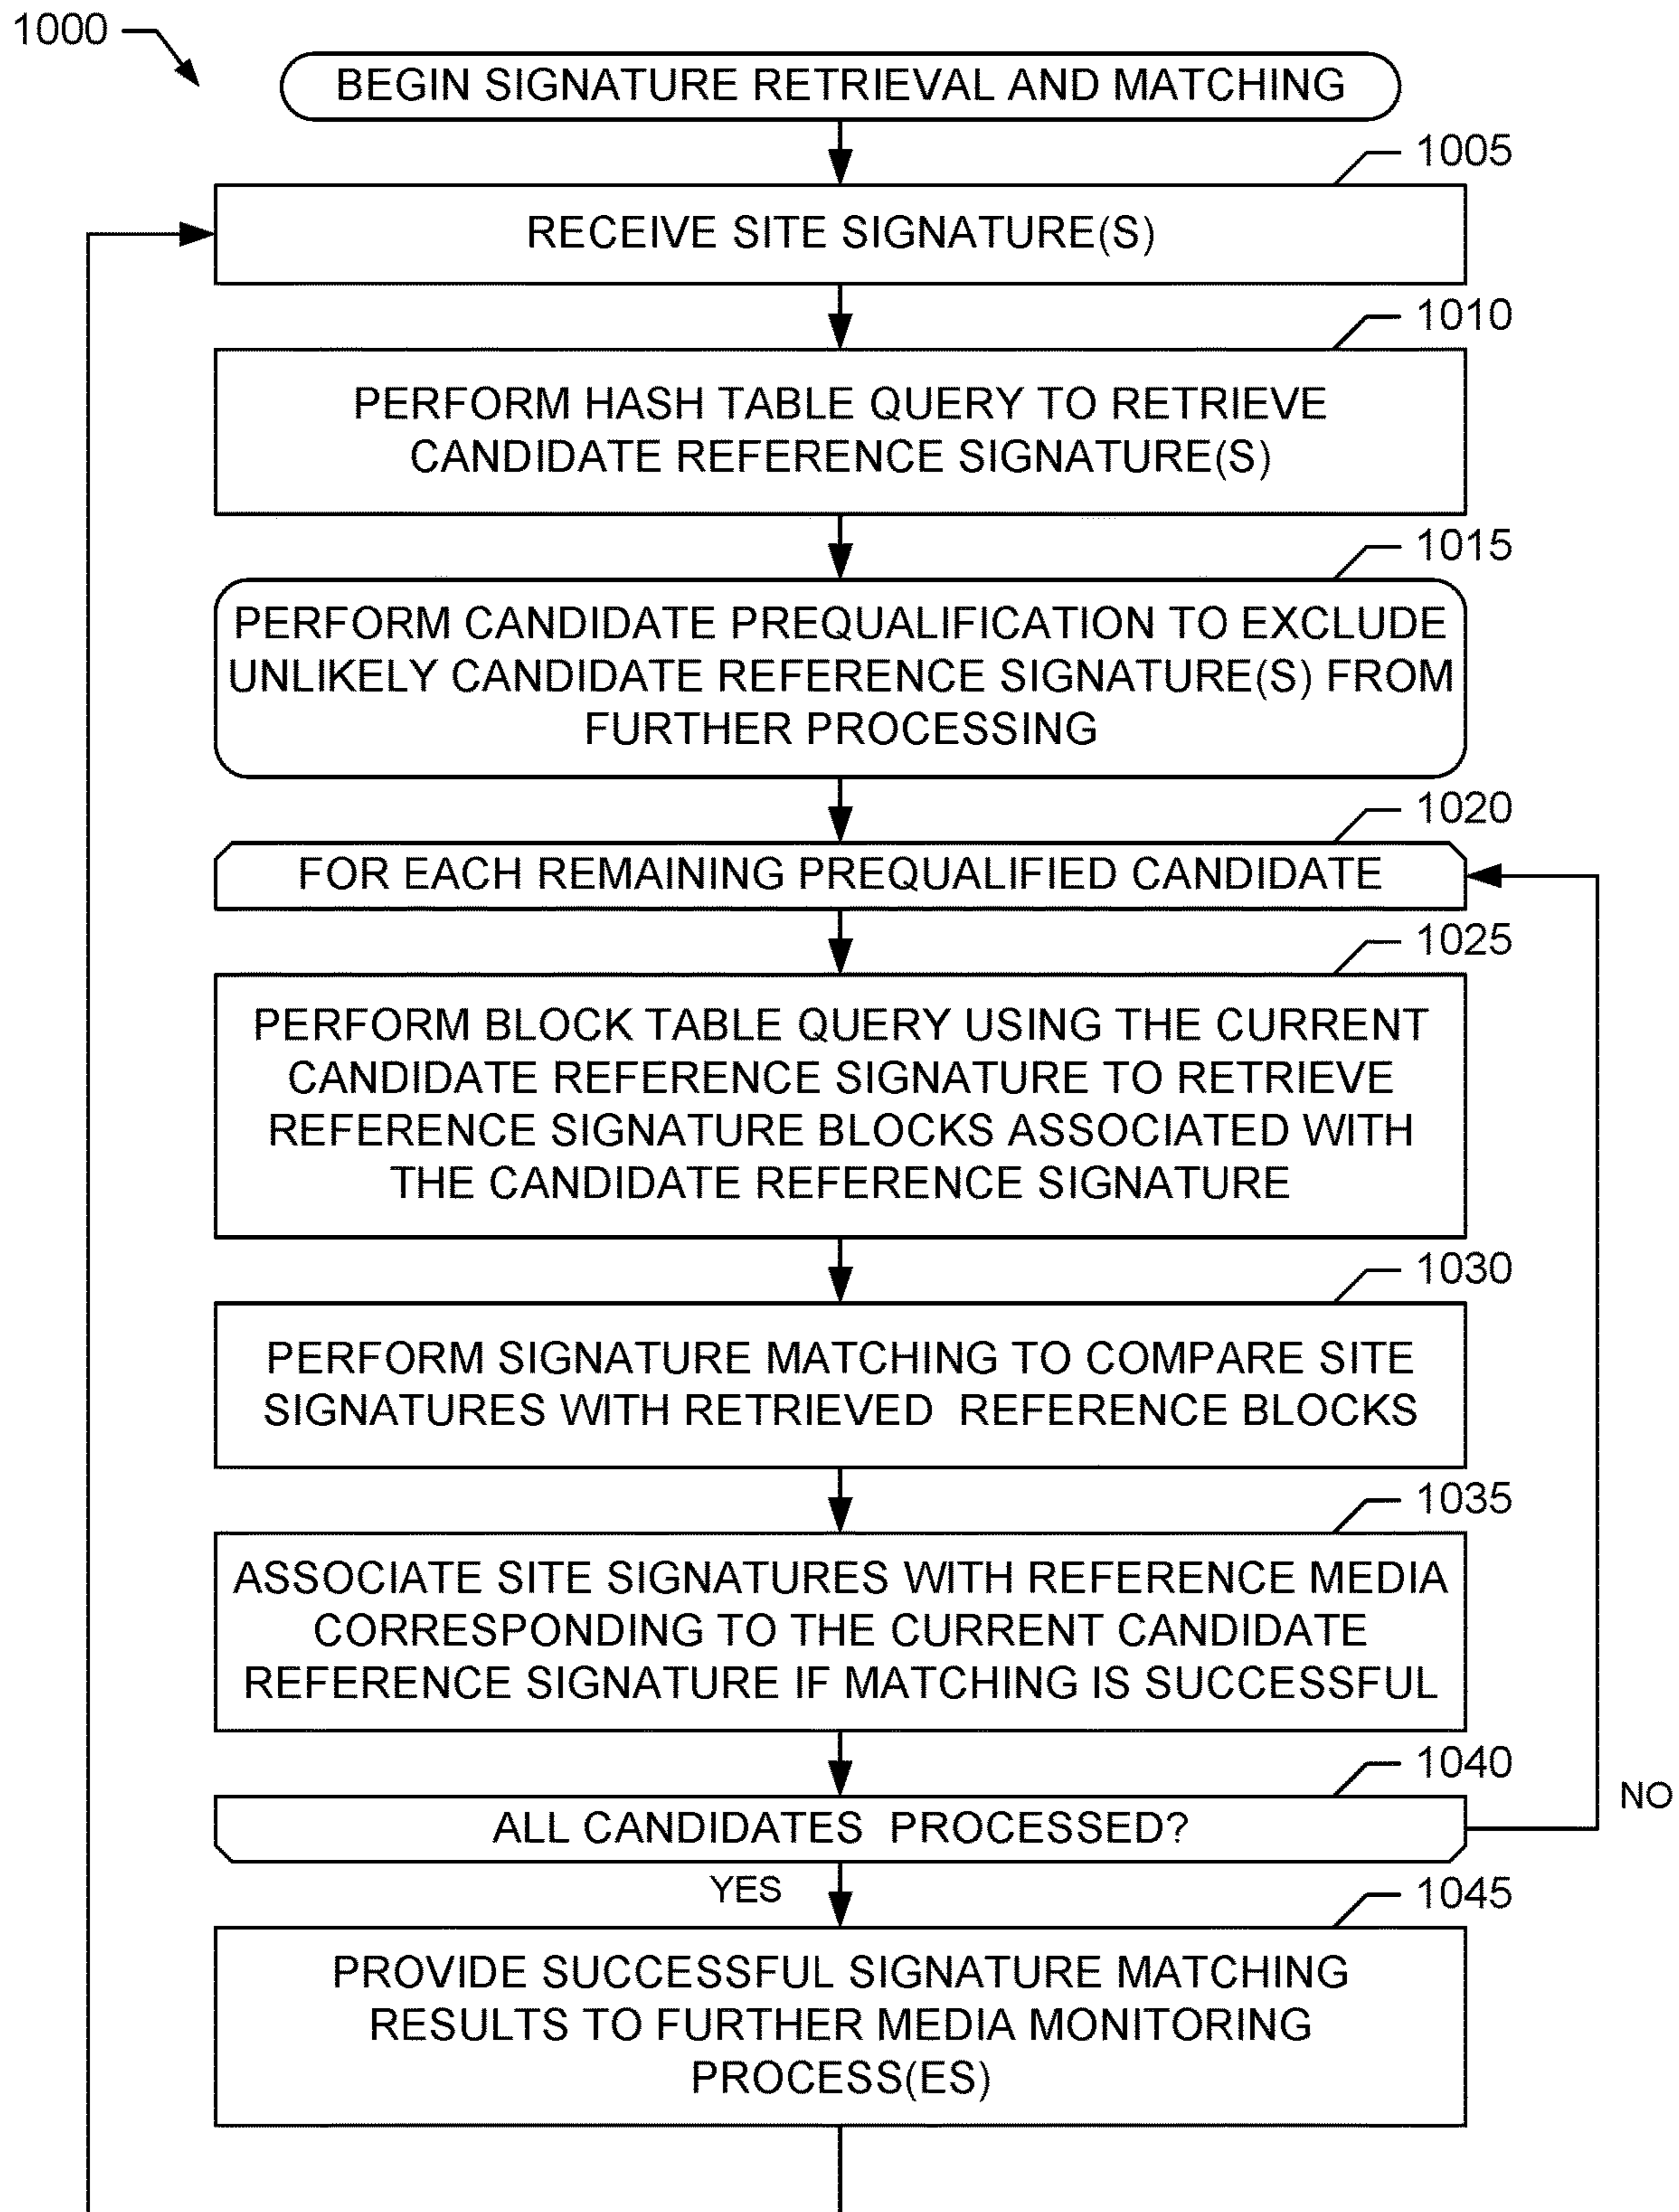 1000
BEGIN SIGNATURE RETRIEVAL AND MATCHING
1005
RECEIVE SITE SIGNATURE(S)
1010
PERFORM HASH TABLE QUERY TO RETRIEVE
CANDIDATE REFERENCE SIGNATURE(S)
1015
PERFORM CANDIDATE PREQUALIFICATION TO EXCLUDE
UNLIKELY CANDIDATE REFERENCE SIGNATURE(S) FROM
FURTHER PROCESSING
1020
FOR EACH REMAINING PREQUALIFIED CANDIDATE
1025
PERFORM BLOCK TABLE QUERY USING THE CURRENT
CANDIDATE REFERENCE SIGNATURE TO RETRIEVE
REFERENCE SIGNATURE BLOCKS ASSOCIATED WITH
THE CANDIDATE REFERENCE SIGNATURE
1030
PERFORM SIGNATURE MATCHING TO COMPARE SITE
SIGNATURES WITH RETRIEVED REFERENCE BLOCKS
1035
ASSOCIATE SITE SIGNATURES WITH REFERENCE MEDIA
CORRESPONDING TO THE CURRENT CANDIDATE
REFERENCE SIGNATURE IF MATCHING IS SUCCESSFUL
1040
NO
ALL CANDIDATES PROCESSED?
YES
1045
PROVIDE SUCCESSFUL SIGNATURE MATCHING
RESULTS TO FURTHER MEDIA MONITORING
PROCESS(ES)